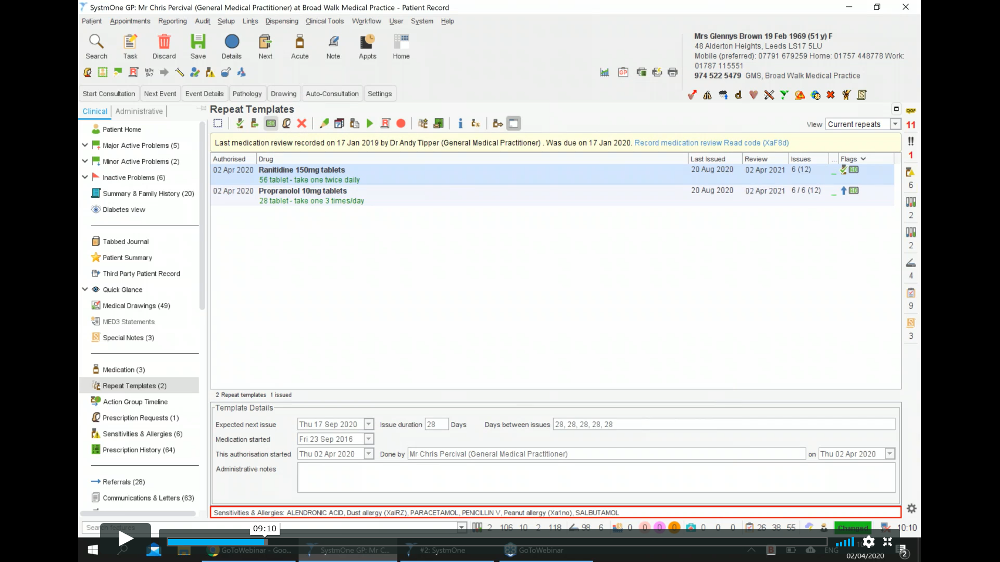 SystmOne GP: Mr Chris Percival (General Medical Practitioner) at Broad Walk Medical Practice - Patient Record
Patient Appointments Reporting Audit Setup Links Dispensing Clinical Tools Workflow User System Help
Search Task Discard Save Details Next Acute Note Appts Home
Mrs Glennys Brown 19 Feb 1969 (51 y) F
48 Alderton Heights, Leeds LS17 5LU
Mobile (preferred): 07791 679259 Home: 01757 448778 Work:
01787 115551
974 522 5479 GMS, Broad Walk Medical Practice
Start Consultation Next Event Event Details Pathology Drawing Auto-Consultation Settings
Clinical Administrative
Patient Home
Major Active Problems (5)
Minor Active Problems (2)
Inactive Problems (6)
Summary & Family History (20)
Diabetes view
Tabbed Journal
Patient Summary
Third Party Patient Record
Quick Glance
Medical Drawings (49)
MED3 Statements
Special Notes (3)
Medication (3)
Repeat Templates (2)
Action Group Timeline
Prescription Requests (1)
Sensitivities & Allergies (6)
Prescription History (64)
Referrals (28)
Communications & Letters (63)
Repeat Templates
View Current repeats
Last medication review recorded on 17 Jan 2019 by Dr Andy Tipper (General Medical Practitioner) . Was due on 17 Jan 2020. Record medication review Read code (XaF8d)
Authorised Drug Last Issued Review Issues ... Flags
02 Apr 2020 Ranitidine 150mg tablets 20 Aug 2020 02 Apr 2021 6 (12) _ RD
56 tablet - take one twice daily
02 Apr 2020 Propranolol 10mg tablets 20 Aug 2020 02 Apr 2021 6 / 6 (12) _ RD
28 tablet - take one 3 times/day
2 Repeat templates 1 issued
Template Details
Expected next issue Thu 17 Sep 2020 Issue duration 28 Days Days between issues 28, 28, 28, 28, 28
Medication started Fri 23 Sep 2016
This authorisation started Thu 02 Apr 2020 Done by Mr Chris Percival (General Medical Practitioner) on Thu 02 Apr 2020
Administrative notes
Sensitivities & Allergies: ALENDRONIC ACID, Dust allergy (XaIRZ), PARACETAMOL, PENICILLIN V, Peanut allergy (Xa1no), SALBUTAMOL
QOF
11
!!
1
6
2
2
4
9
3
Search features 2 106 10 2 118 98 6 0 0 0 0 0 0 0 26 38 55 Changed 10:10
09:10
GoToWebinar - Goo... SystmOne GP: Mr C... #2: SystmOne GoToWebinar ENG
02/04/2020 2